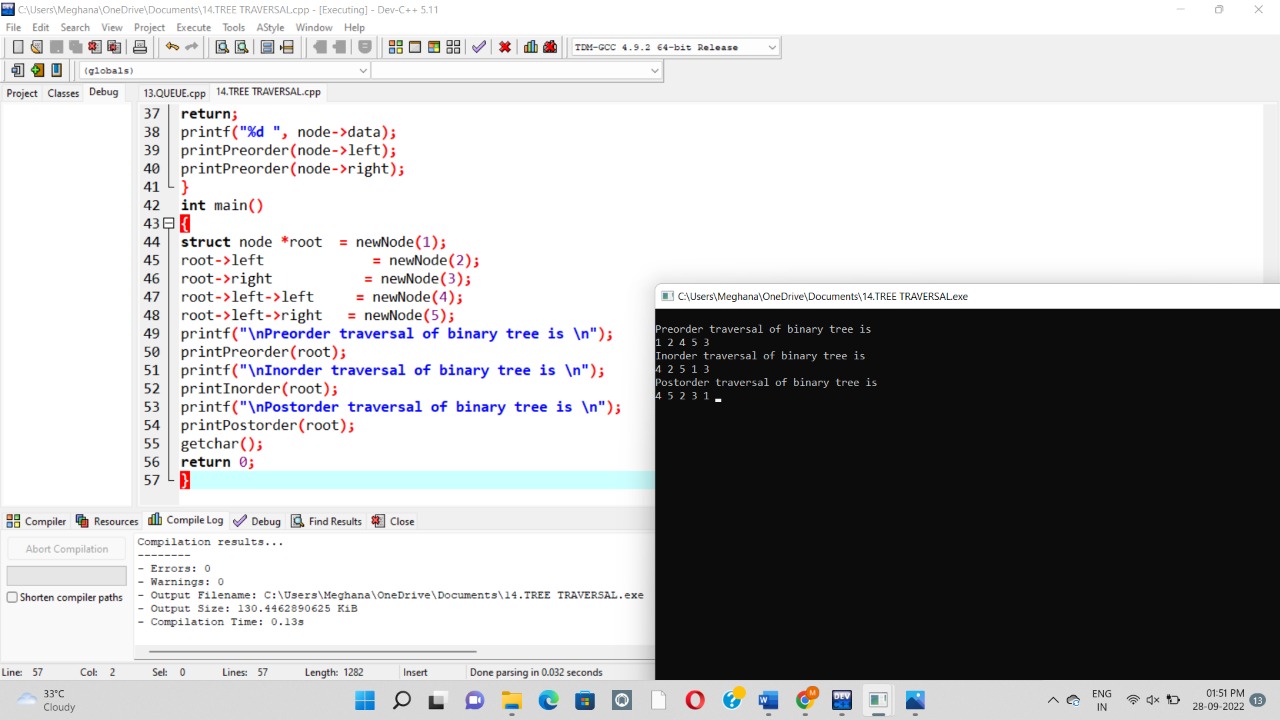 C:\Users\Meghana\OneDrive\Documents\14.TREE TRAVERSAL.cpp - [Executing] - Dev-C++ 5.11
File Edit Search View Project Execute Tools AStyle Window Help
TDM-GCC 4.9.2 64-bit Release
(globals)
Project Classes Debug 13.QUEUE.cpp 14.TREE TRAVERSAL.cpp
37 return;
38 printf("%d ", node->data);
39 printPreorder(node->left);
40 printPreorder(node->right);
41 }
42 int main()
43 {
44 struct node *root  = newNode(1);
45 root->left             = newNode(2);
46 root->right           = newNode(3);
47 root->left->left     = newNode(4);
48 root->left->right   = newNode(5);
49 printf("\nPreorder traversal of binary tree is \n");
50 printPreorder(root);
51 printf("\nInorder traversal of binary tree is \n");
52 printInorder(root);
53 printf("\nPostorder traversal of binary tree is \n");
54 printPostorder(root);
55 getchar();
56 return 0;
57 }
C:\Users\Meghana\OneDrive\Documents\14.TREE TRAVERSAL.exe
Preorder traversal of binary tree is
1 2 4 5 3
Inorder traversal of binary tree is
4 2 5 1 3
Postorder traversal of binary tree is
4 5 2 3 1
Compiler Resources Compile Log Debug Find Results Close
Abort Compilation
Shorten compiler paths
Compilation results...
--------
- Errors: 0
- Warnings: 0
- Output Filename: C:\Users\Meghana\OneDrive\Documents\14.TREE TRAVERSAL.exe
- Output Size: 130.4462890625 KiB
- Compilation Time: 0.13s
Line: 57 Col: 2 Sel: 0 Lines: 57 Length: 1282 Insert Done parsing in 0.032 seconds
33°C
Cloudy
DEV
M
ENG
IN
01:51 PM
28-09-2022
13